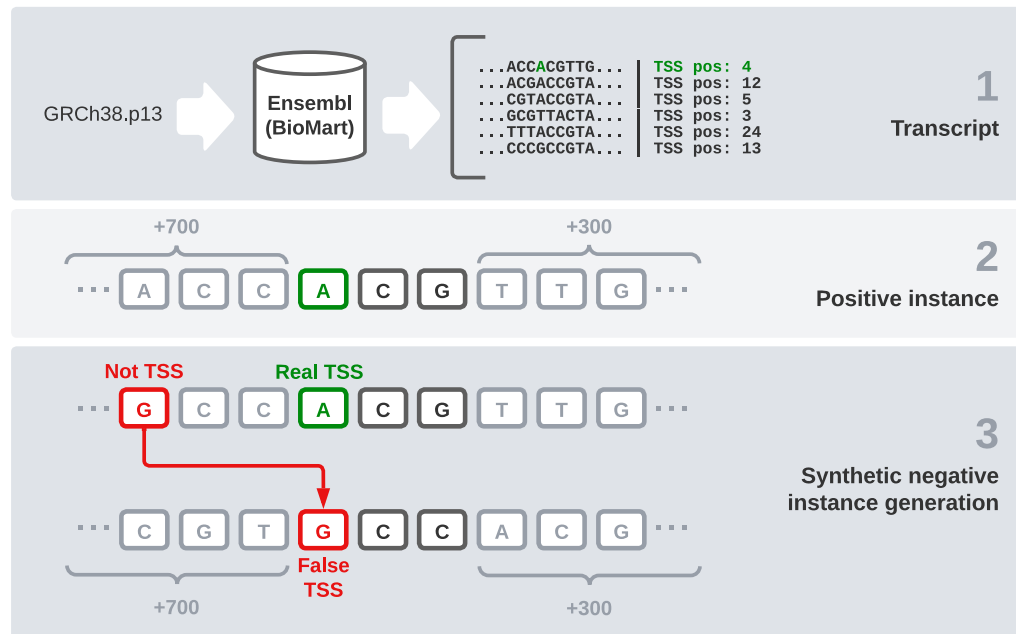 GRCh38.p13
Ensembl
(BioMart)
...ACCACGTTG... | TSS pos: 4
...ACGACCGTA... | TSS pos: 12
...CGTACCGTA... | TSS pos: 5
...GCGTTACTA... | TSS pos: 3
...TTTACCGTA... | TSS pos: 24
...CCCGCCGTA... | TSS pos: 13
1
Transcript
+700
+300
... A C C A C G T T G ...
2
Positive instance
Not TSS
Real TSS
... G C C A C G T T G ...
3
Synthetic negative
instance generation
... C G T G C C A C G ...
False
TSS
+700
+300